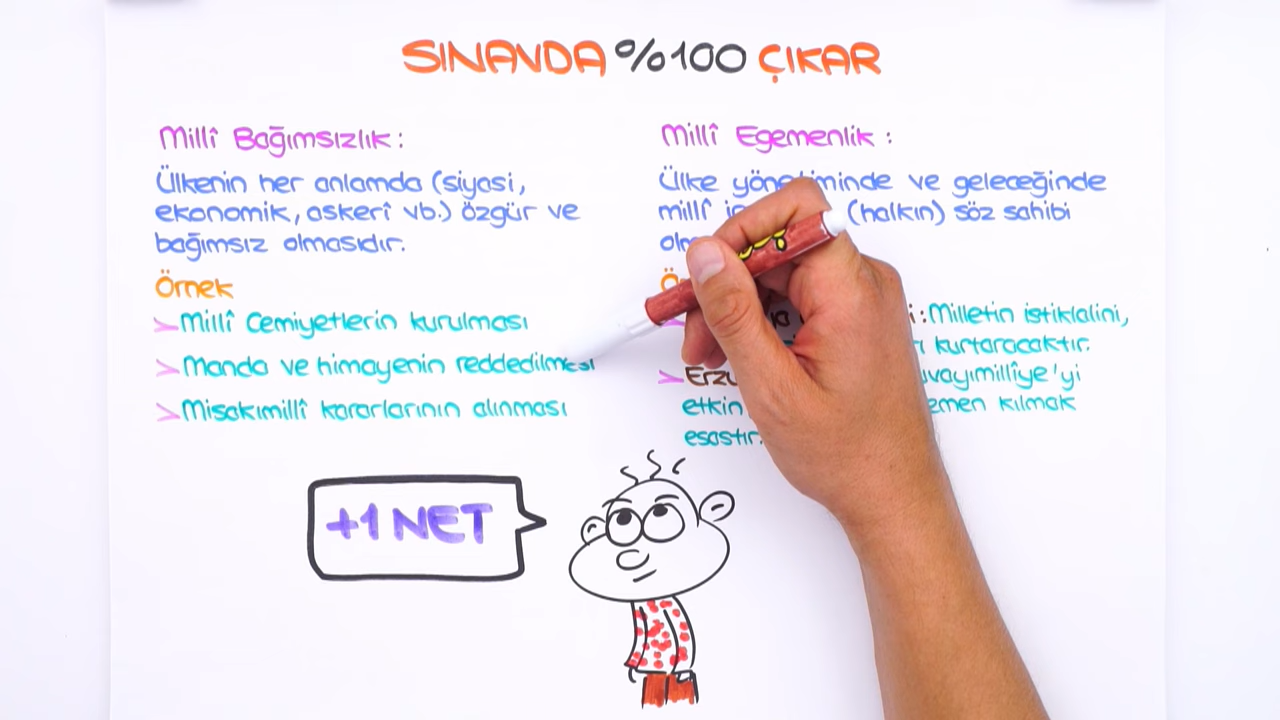 SINAVDA %100 ÇIKAR
Millî Bağımsızlık :
Ülkenin her anlamda (siyasi,
ekonomik, askerî vb.) özgür ve
bağımsız olmasıdır.
Örnek
➢Millî Cemiyetlerin kurulması
➢Manda ve himayenin reddedilmesi
➢Misakımillî kararlarının alınması
+1 NET
Millî Egemenlik :
Ülke yönetiminde ve geleceğinde
millî (halkın) söz sahibi
: Milletin istiklalini,
kurtaracaktır.
etkin kılmak
esastır.